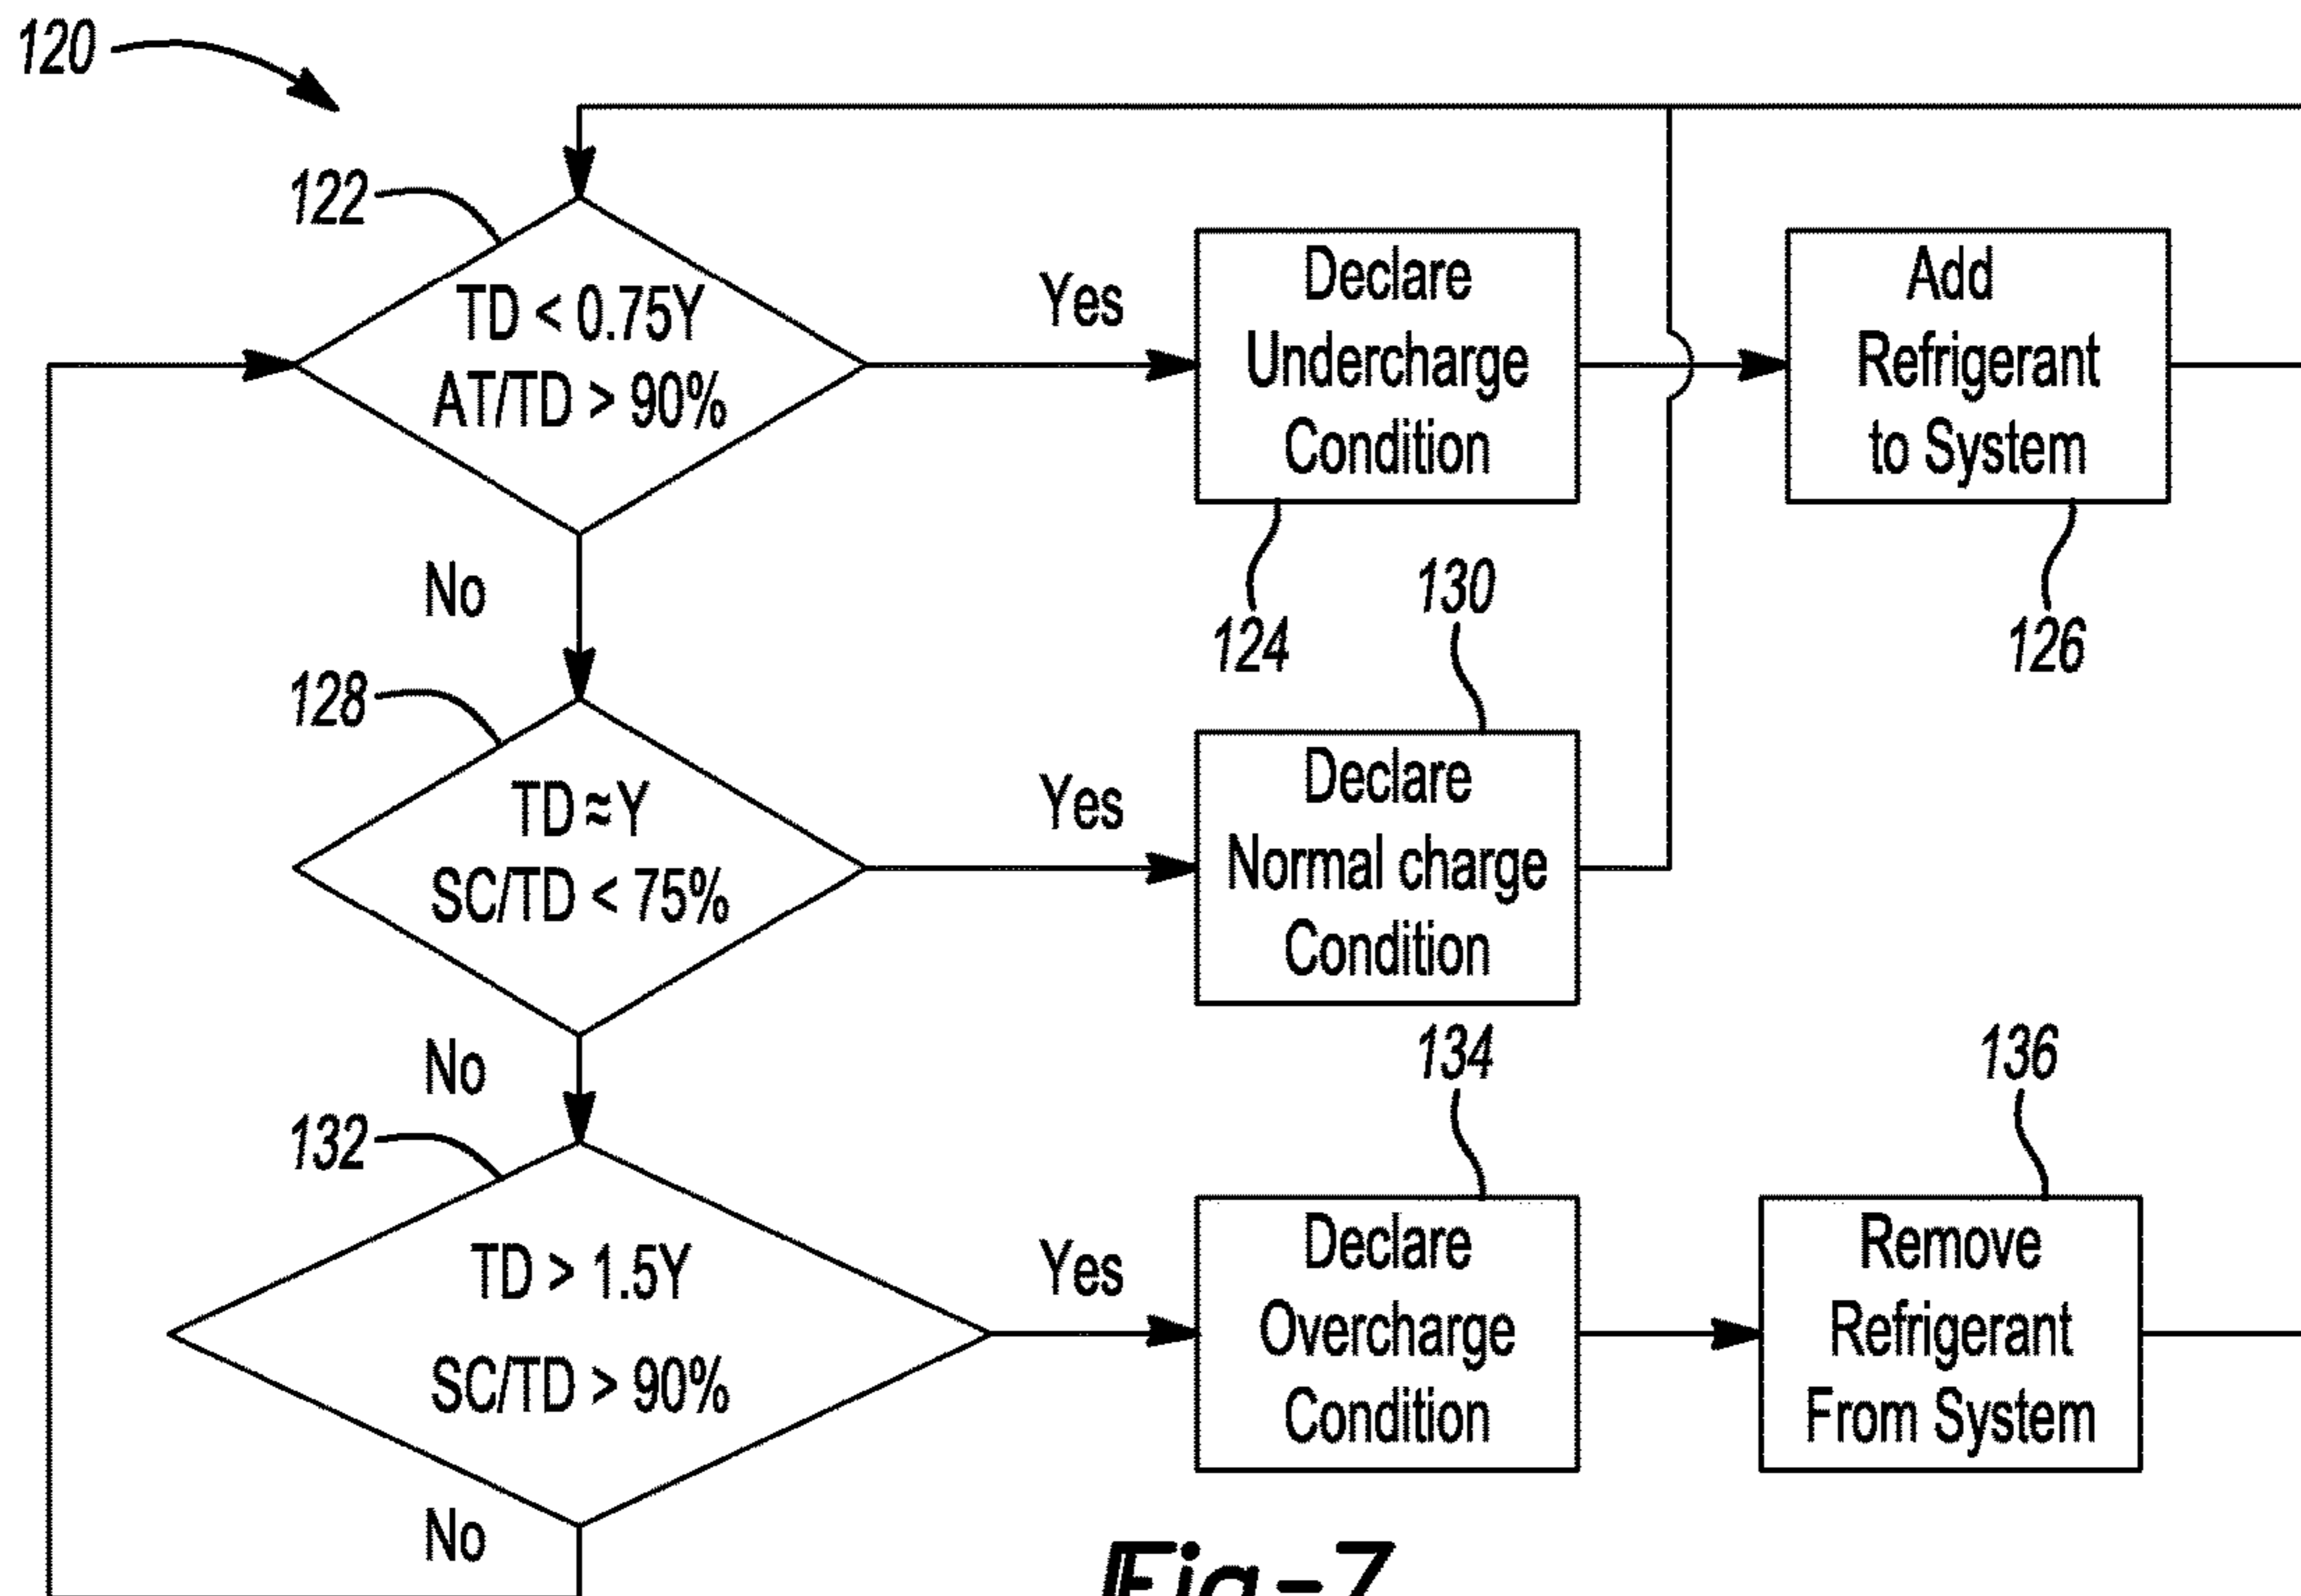 120
122
TD < 0.75Y
AT/TD > 90%
Yes
Declare
Undercharge
Condition
Add
Refrigerant
to System
No
124
130
126
128
TD ≈ Y
SC/TD < 75%
Yes
Declare
Normal charge
Condition
No
134
136
132
TD > 1.5Y
SC/TD > 90%
Yes
Declare
Overcharge
Condition
Remove
Refrigerant
From System
No
Fig-7